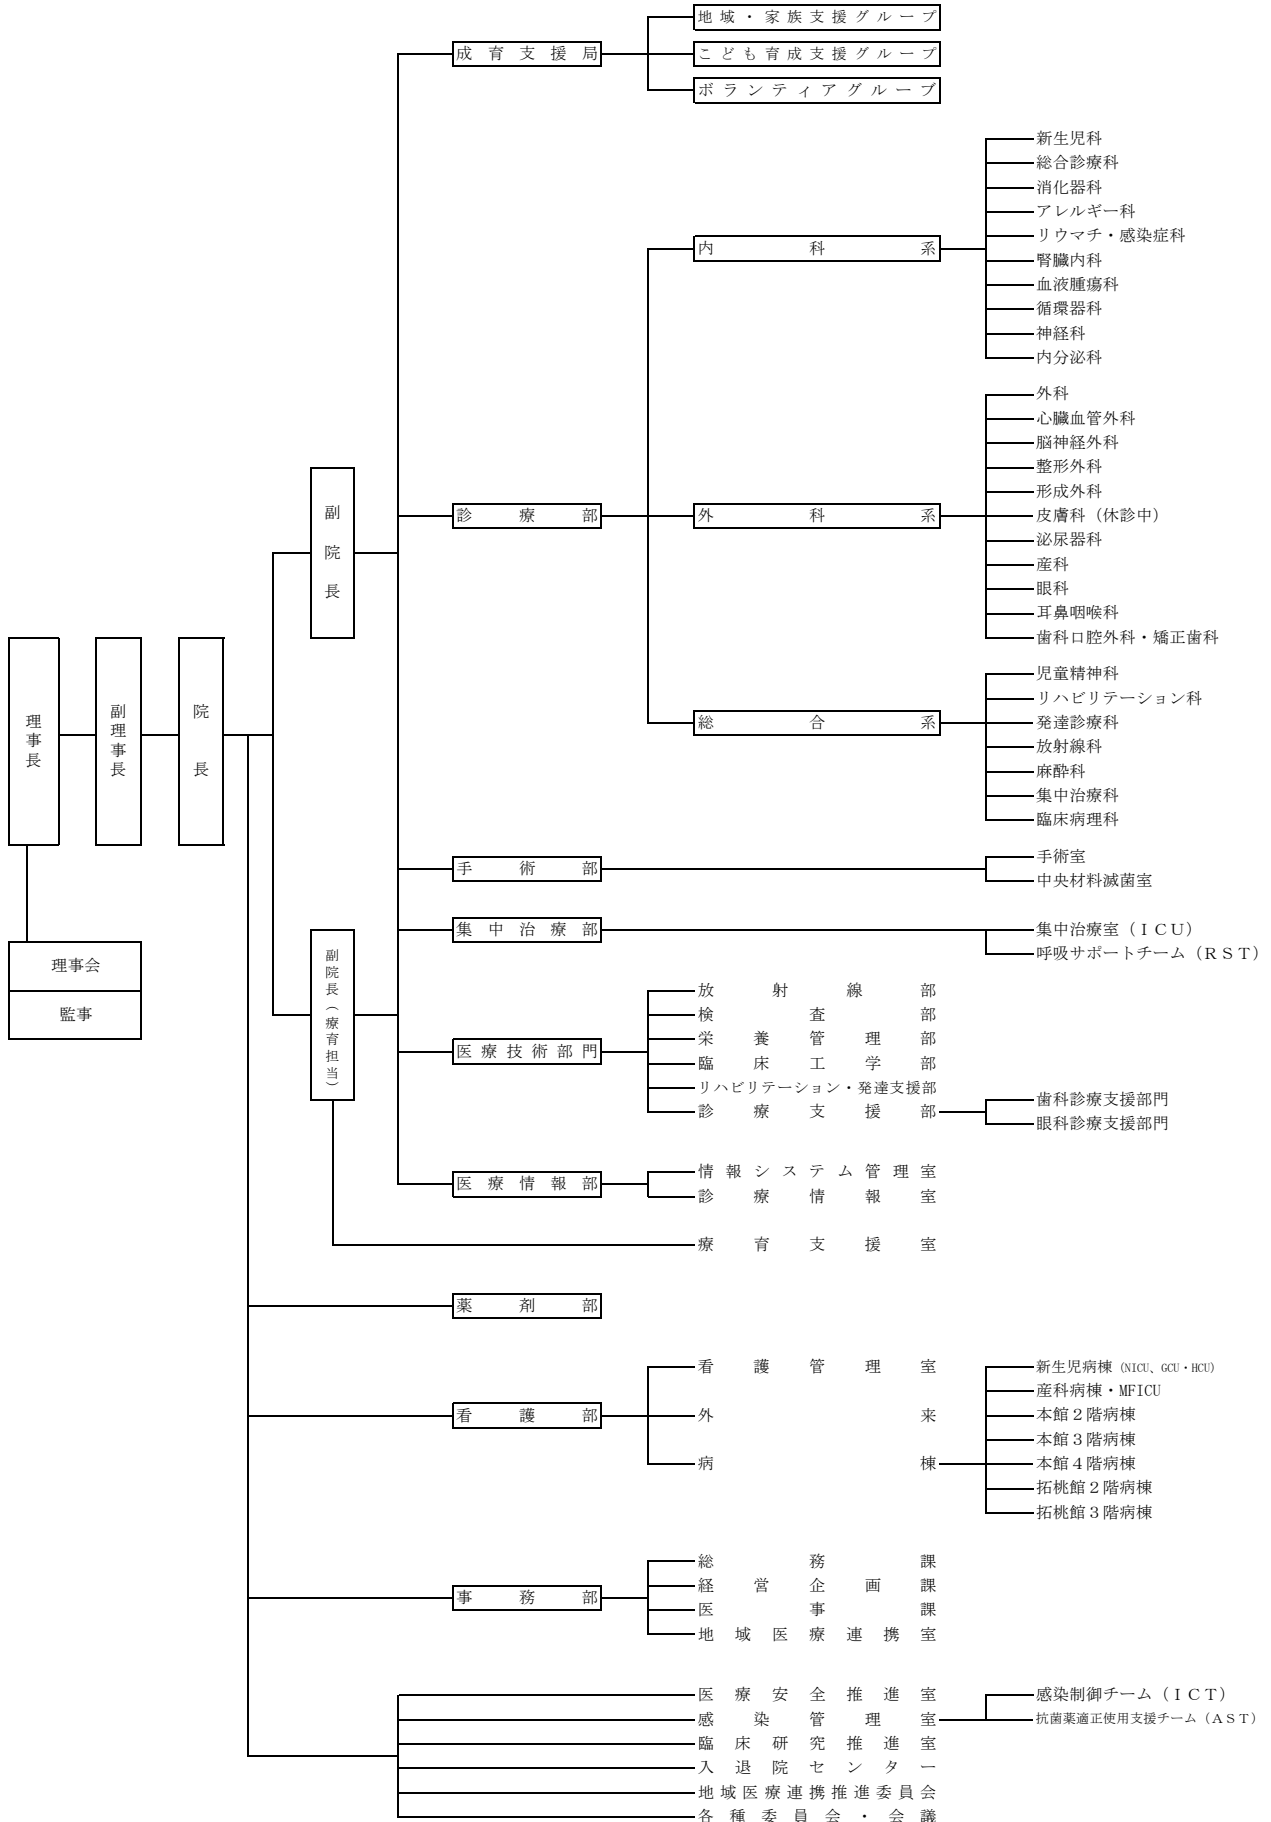 地域・家族支援グループ
成育支援局
こども育成支援グループ
ボランティアグループ
新生児科
総合診療科
消化器科
アレルギー科
リウマチ・感染症科
内科系
腎臓内科
血液腫瘍科
循環器科
神経科
内分泌科
外科
心臓血管外科
脳神経外科
整形外科
形成外科
副院長
診療部
外科系
皮膚科（休診中）
泌尿器科
産科
眼科
耳鼻咽喉科
歯科口腔外科・矯正歯科
児童精神科
リハビリテーション科
理事長
副理事長
院長
総合系
発達診療科
放射線科
麻酔科
集中治療科
臨床病理科
手術部
手術室
中央材料滅菌室
集中治療部
集中治療室（ＩＣＵ）
呼吸サポートチーム（ＲＳＴ）
理事会
監事
副院長（療育担当）
放射線部
検査部
栄養管理部
医療技術部門
臨床工学部
リハビリテーション・発達支援部
診療支援部
歯科診療支援部門
眼科診療支援部門
医療情報部
情報システム管理室
診療情報室
療育支援室
薬剤部
看護管理室
新生児病棟（NICU、GCU・HCU）
産科病棟・MFICU
看護部
外来
本館２階病棟
本館３階病棟
病棟
本館４階病棟
拓桃館２階病棟
拓桃館３階病棟
総務課
経営企画課
事務部
医事課
地域医療連携室
医療安全推進室
感染制御チーム（ＩＣＴ）
感染管理室
抗菌薬適正使用支援チーム（ＡＳＴ）
臨床研究推進室
入退院センター
地域医療連携推進委員会
各種委員会・会議